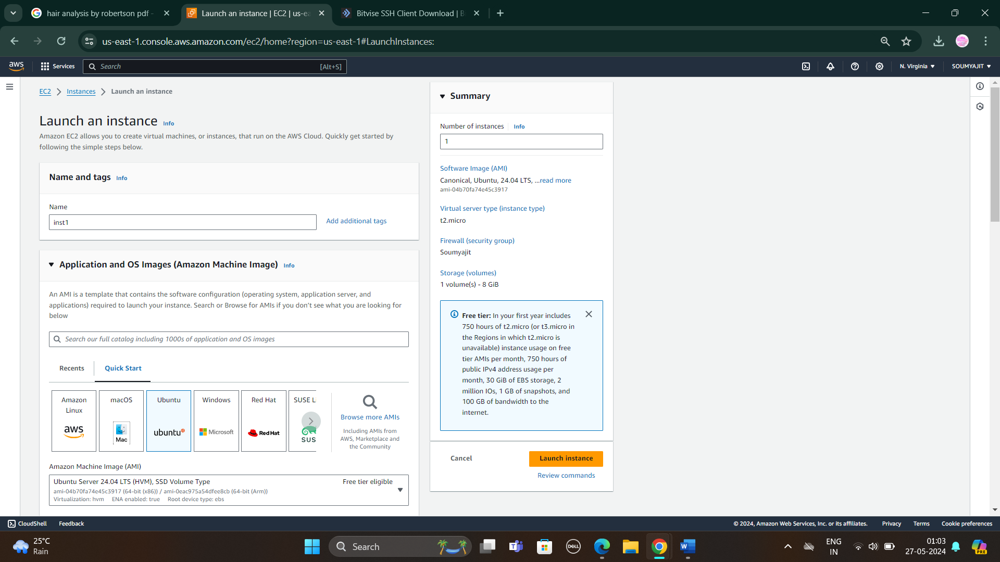 hair analysis by robertson pdf -
Launch an instance | EC2 | us-ea
Bitvise SSH Client Download | B
us-east-1.console.aws.amazon.com/ec2/home?region=us-east-1#LaunchInstances:
aws
Services
Search
[Alt+S]
N. Virginia
SOUMYAJIT
EC2
Instances
Launch an instance
Launch an instance Info
Amazon EC2 allows you to create virtual machines, or instances, that run on the AWS Cloud. Quickly get started by
following the simple steps below.
Name and tags Info
Name
inst1
Add additional tags
Application and OS Images (Amazon Machine Image) Info
An AMI is a template that contains the software configuration (operating system, application server, and
applications) required to launch your instance. Search or Browse for AMIs if you don't see what you are looking for
below
Search our full catalog including 1000s of application and OS images
Recents
Quick Start
Amazon
Linux
aws
macOS
Mac
Ubuntu
ubuntu
Windows
Microsoft
Red Hat
Red Hat
SUSE Li
SUS
Browse more AMIs
Including AMIs from
AWS, Marketplace and
the Community
Amazon Machine Image (AMI)
Ubuntu Server 24.04 LTS (HVM), SSD Volume Type
Free tier eligible
ami-04b70fa74e45c3917 (64-bit (x86)) / ami-0eac975a54dfee8cb (64-bit (Arm))
Virtualization: hvm ENA enabled: true Root device type: ebs
Summary
Number of instances Info
1
Software Image (AMI)
Canonical, Ubuntu, 24.04 LTS, ...read more
ami-04b70fa74e45c3917
Virtual server type (instance type)
t2.micro
Firewall (security group)
Soumyajit
Storage (volumes)
1 volume(s) - 8 GiB
Free tier: In your first year includes
750 hours of t2.micro (or t3.micro in
the Regions in which t2.micro is
unavailable) instance usage on free
tier AMIs per month, 750 hours of
public IPv4 address usage per
month, 30 GiB of EBS storage, 2
million IOs, 1 GB of snapshots, and
100 GB of bandwidth to the
internet.
Cancel
Launch instance
Review commands
CloudShell
Feedback
© 2024, Amazon Web Services, Inc. or its affiliates.
Privacy
Terms
Cookie preferences
25°C
Rain
Search
DELL
ENG
IN
01:03
27-05-2024
PRE